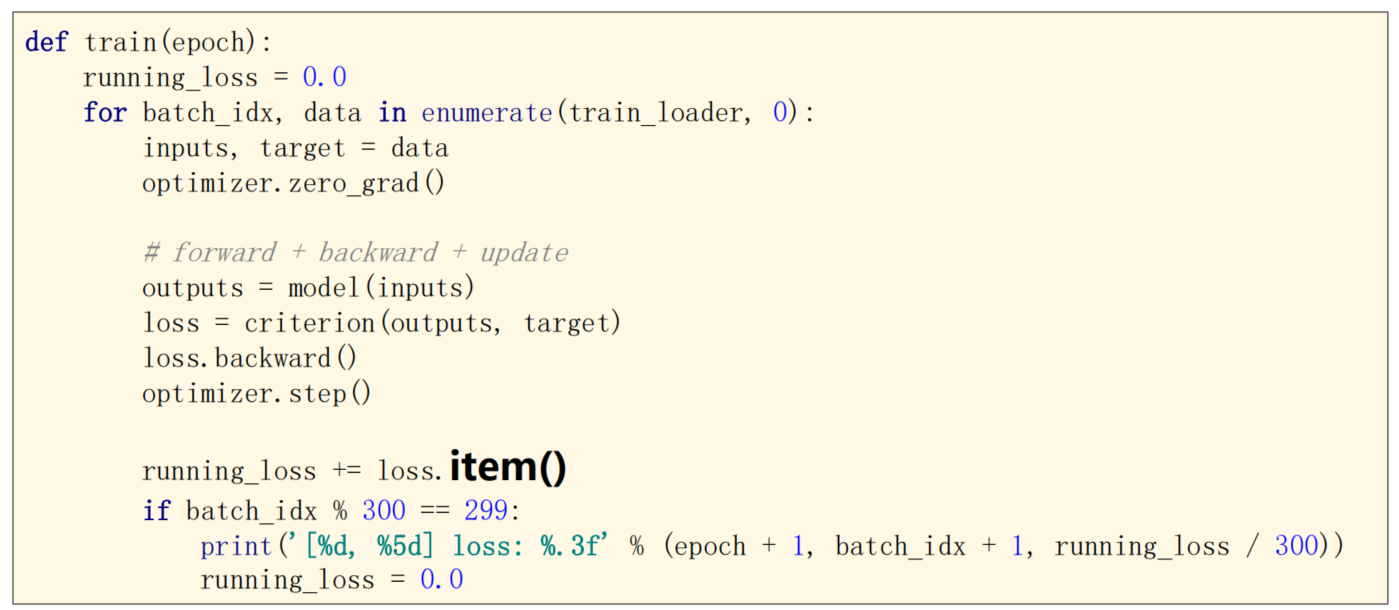 def train(epoch):
    running_loss = 0.0
    for batch_idx, data in enumerate(train_loader, 0):
        inputs, target = data
        optimizer.zero_grad()

        # forward + backward + update
        outputs = model(inputs)
        loss = criterion(outputs, target)
        loss.backward()
        optimizer.step()

        running_loss += loss.item()
        if batch_idx % 300 == 299:
            print('[%d, %5d] loss: %.3f' % (epoch + 1, batch_idx + 1, running_loss / 300))
            running_loss = 0.0